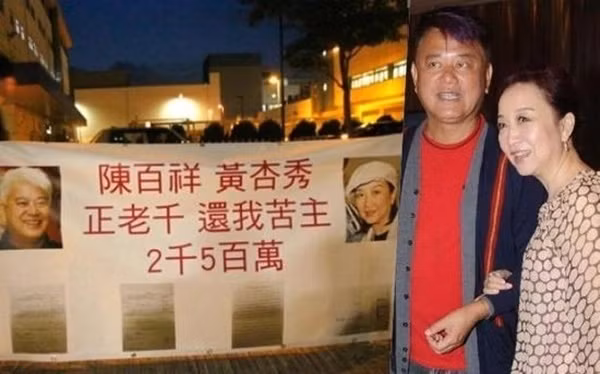 陳百祥 黃杏秀
正老千 還我苦主
2千5百萬